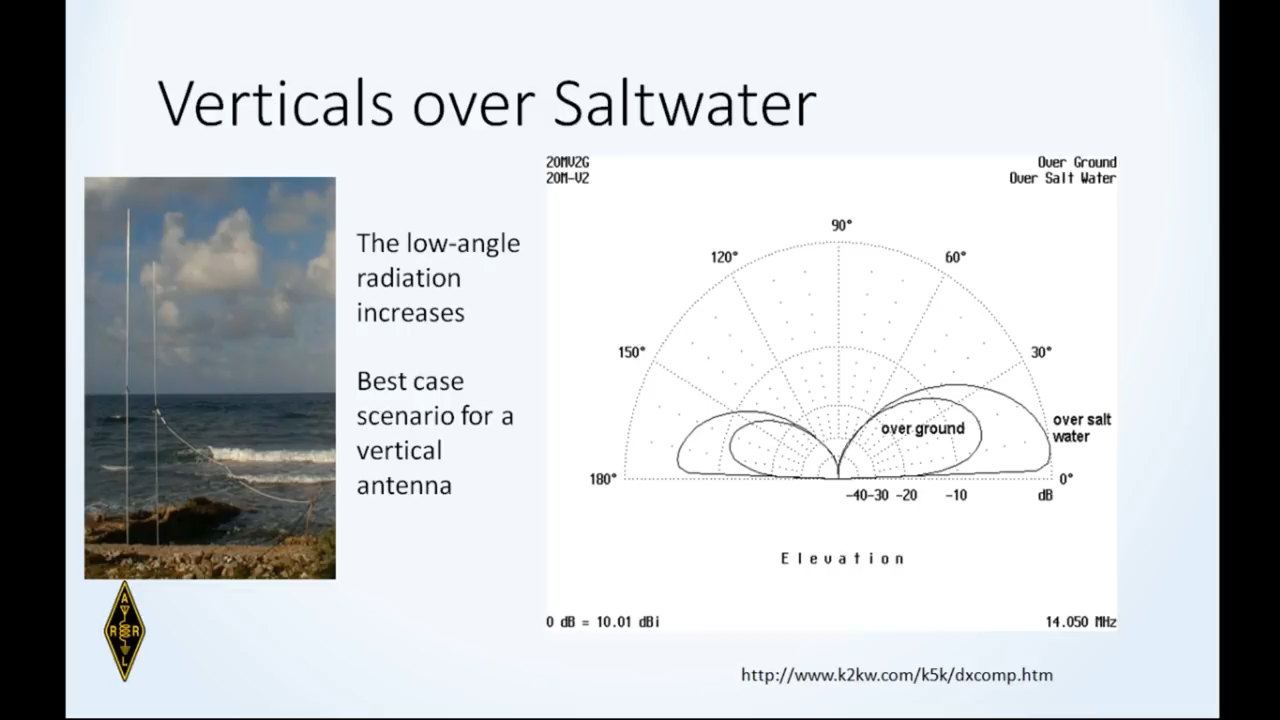 Verticals over Saltwater
The low-angle
radiation
increases
Best case
scenario for a
vertical
antenna
20MV2G
20M-V2
Over Ground
Over Salt Water
90°
120°
60°
150°
30°
over ground
over salt
water
180°
0°
-40-30 -20 -10 dB
Elevation
0 dB = 10.01 dBi
14.050 MHz
A
R R
L
http://www.k2kw.com/k5k/dxcomp.htm